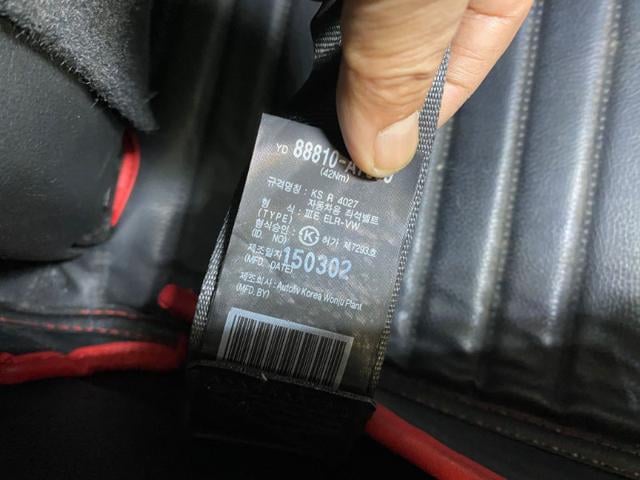 YD 88810-A
(42Nm)
규격명칭 : KS R 4027
자동차용 좌석벨트
형 식 : ⅢE ELR-VW
(TYPE)
형식승인 : Ⓚ 허가 제7293호
(ID. NO)
제조일자 150302
(MFD. DATE)
제조회사 : Autoliv Korea Wonju Plant
(MFD. BY)